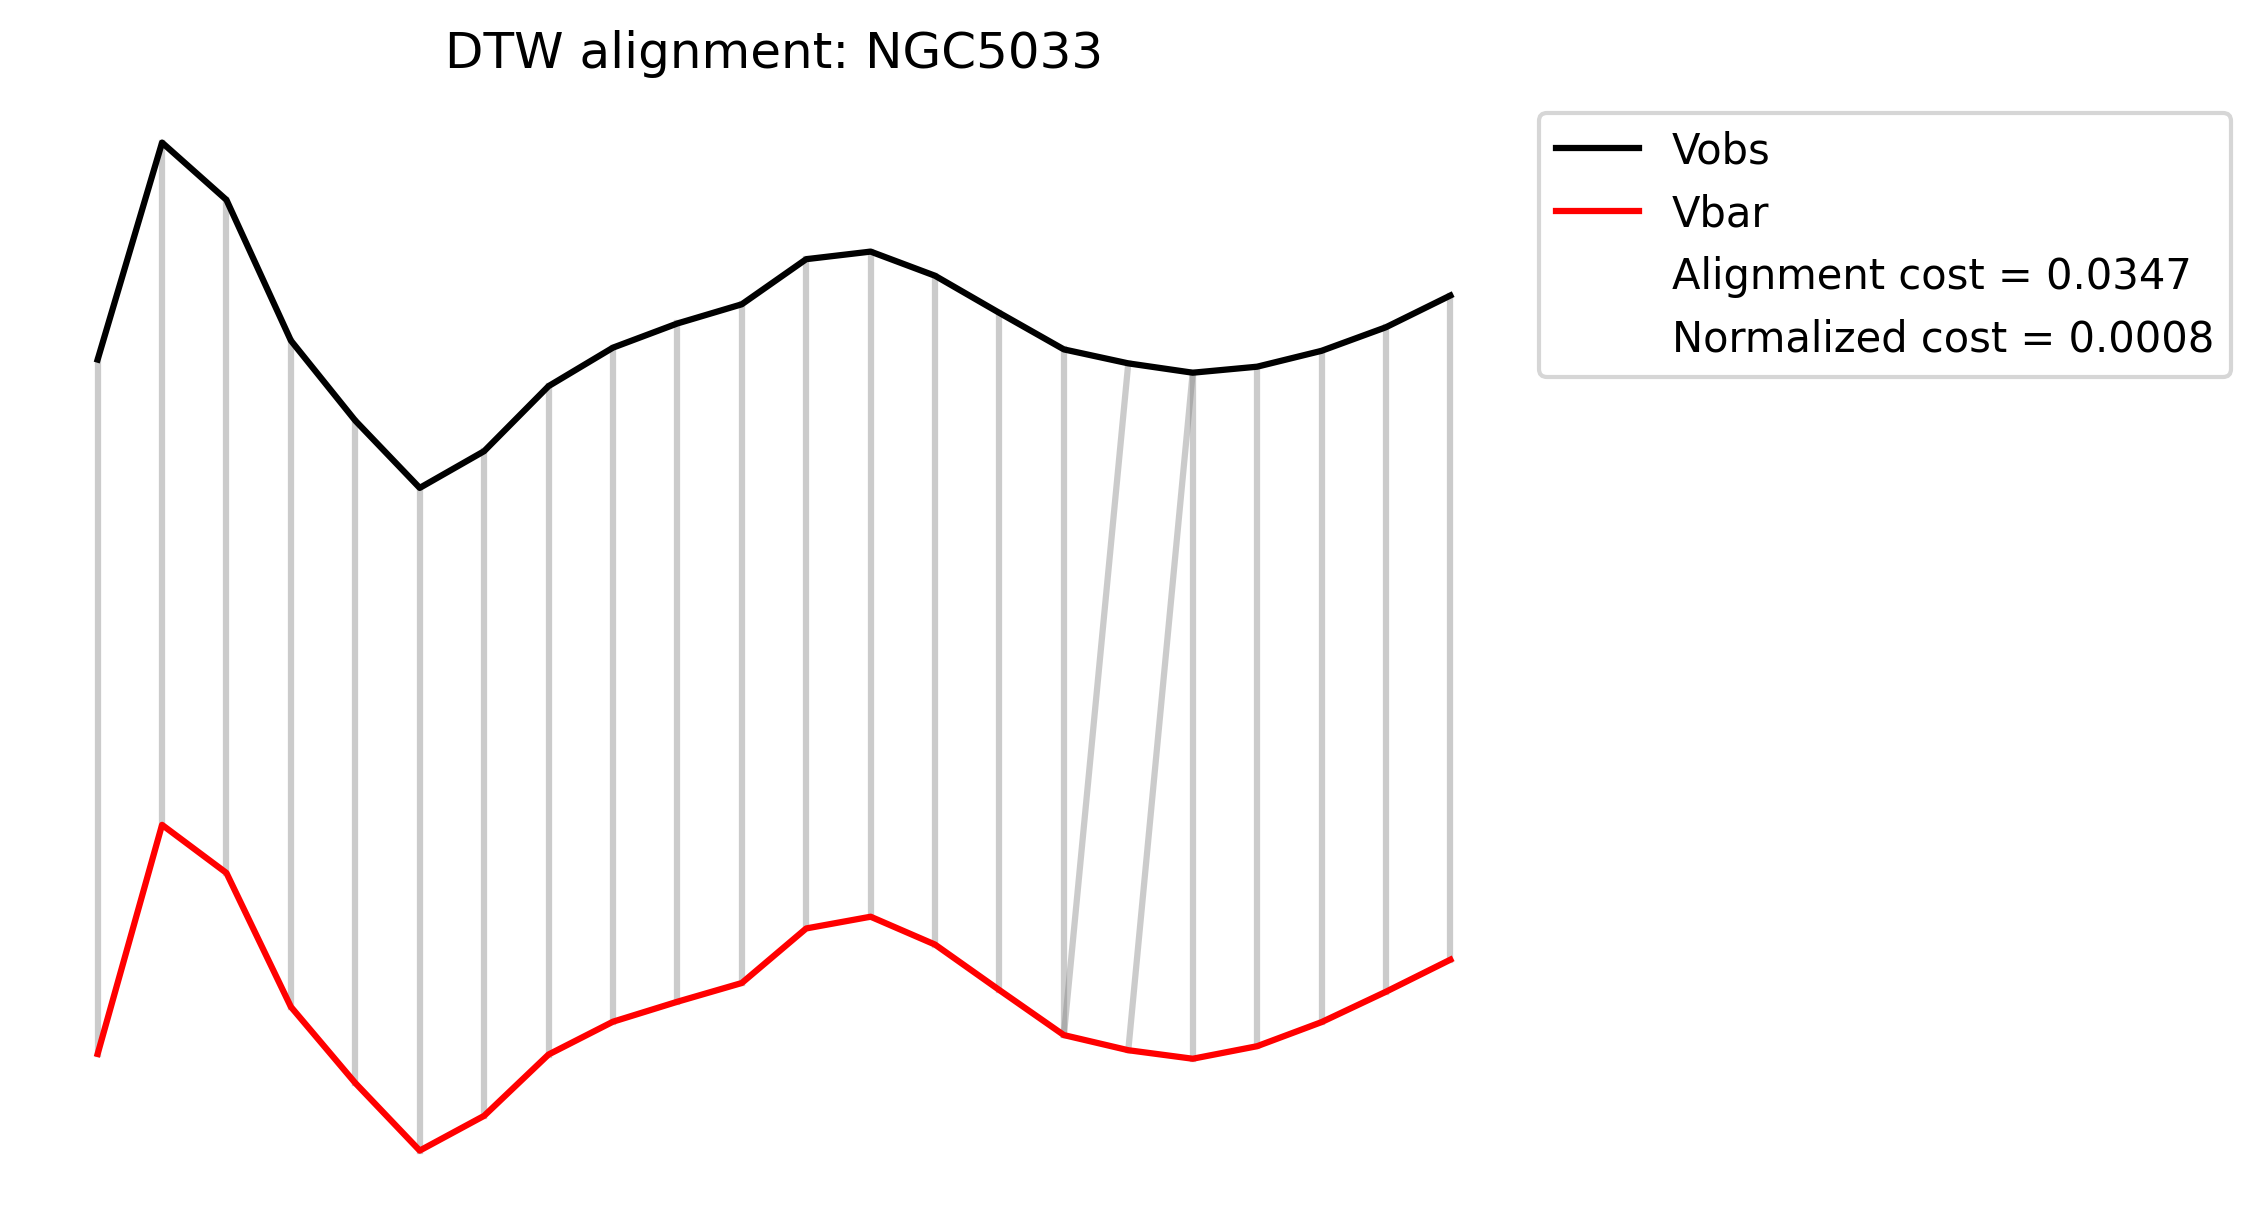 DTW alignment: NGC5033
Vobs
Vbar
Alignment cost = 0.0347
Normalized cost = 0.0008